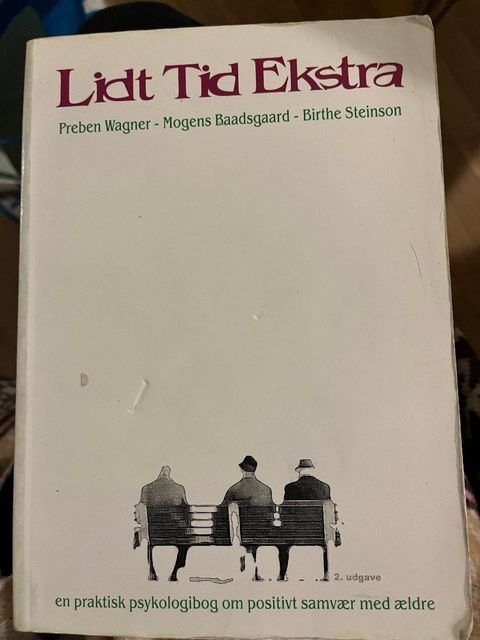 Lidt Tid Ekstra
Preben Wagner - Mogens Baadsgaard - Birthe Steinson
2. udgave
en praktisk psykologibog om positivt samvær med ældre